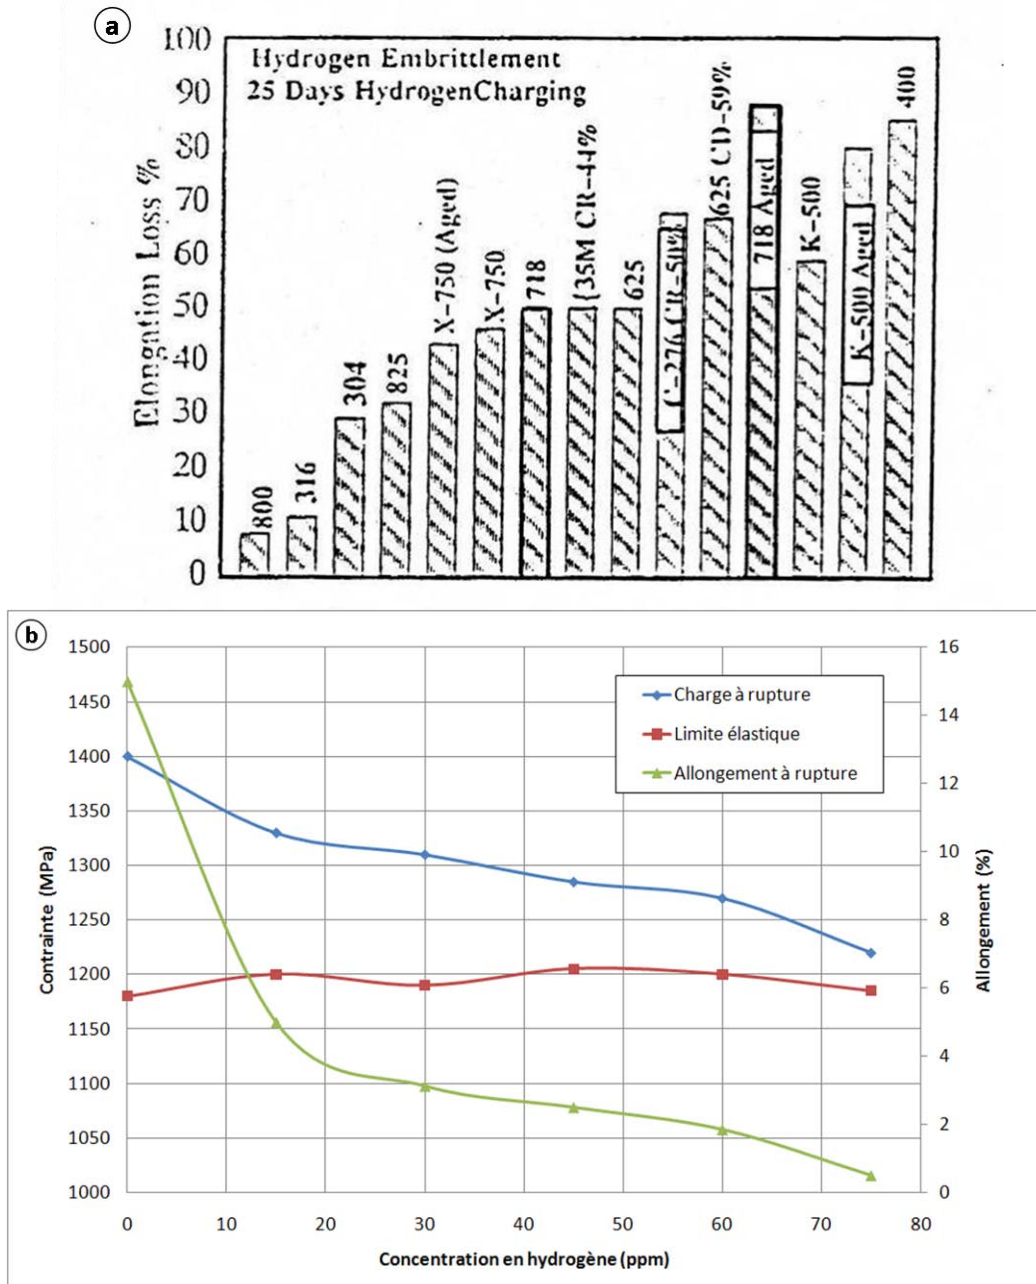 a
Hydrogen Embrittlement
25 Days HydrogenCharging
Elongation Loss %
100
90
80
70
60
50
40
30
20
10
0
800
316
304
825
X-750 (Aged)
X-750
718
35M CR-44%
625
C-276 CR-50%
625 CD-59%
718 Aged
K-500
K-500 Aged
400
b
Contrainte (MPa)
1500
1450
1400
1350
1300
1250
1200
1150
1100
1050
1000
Charge à rupture
Limite élastique
Allongement à rupture
16
14
12
10
8
6
4
2
0
Allongement (%)
0 10 20 30 40 50 60 70 80
Concentration en hydrogène (ppm)